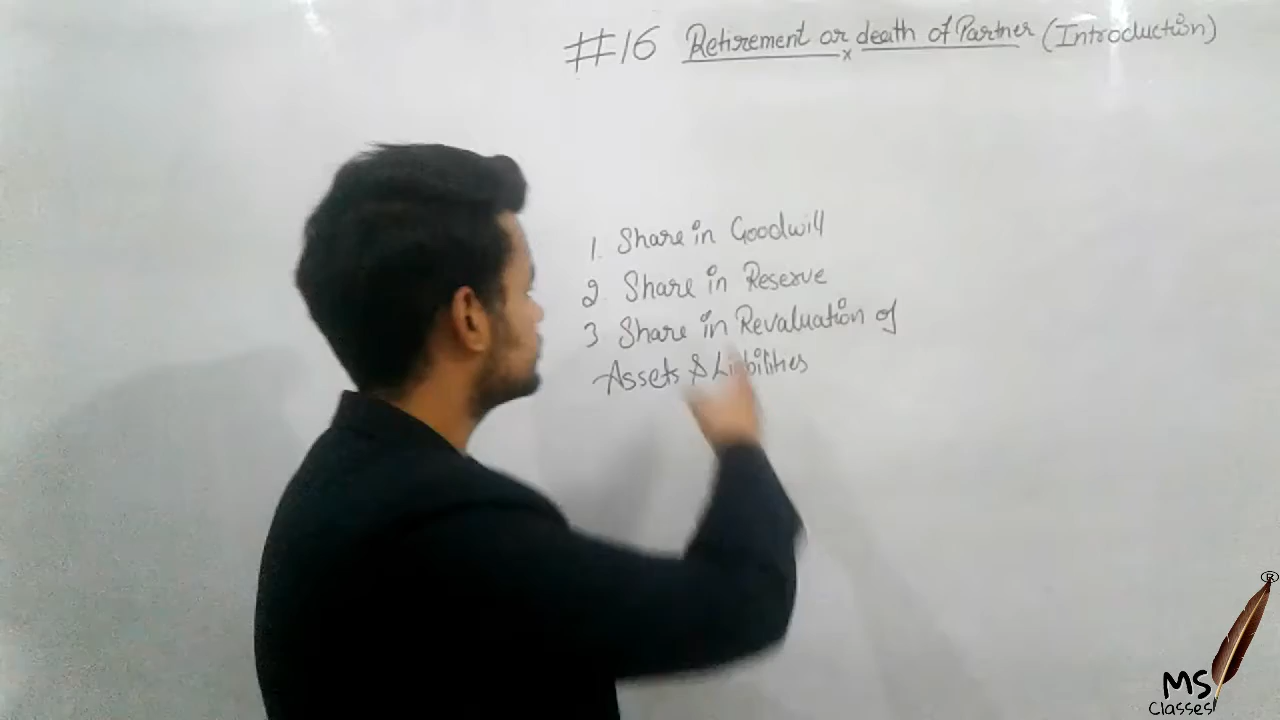 #16 Retirement or death of Partner (Introduction)
x
1. Share in Goodwill
2 Share in Reserve
3 Share in Revaluation of
Assets & Liabilities
®
MS
Classes